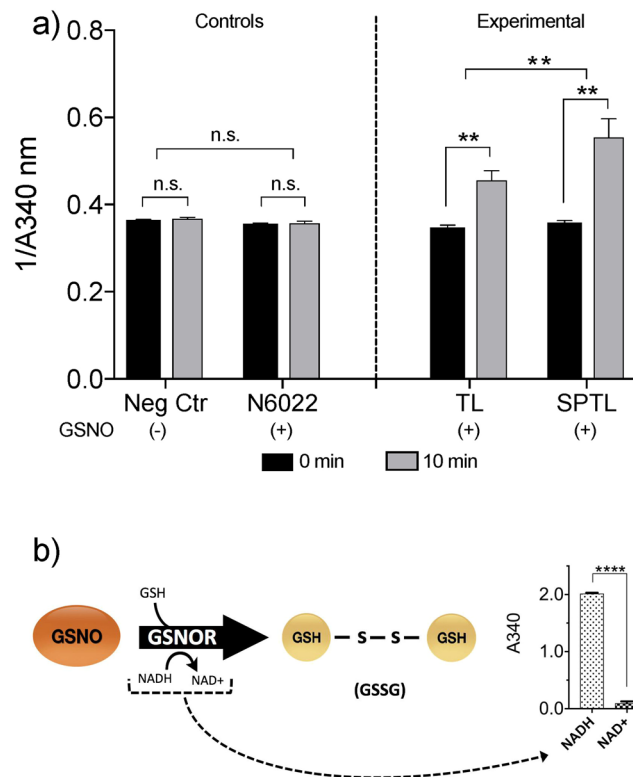 a)
Controls
Experimental
0.8
0.6
0.4
0.2
0.0
1/A340 nm
n.s.
n.s.
n.s.
**
**
**
Neg Ctr
N6022
TL
SPTL
GSNO
(-)
(+)
(+)
(+)
0 min
10 min
b)
GSNO
GSH
GSNOR
NADH
NAD+
GSH
S
S
GSH
(GSSG)
****
A340
2.0
1.0
0.0
NADH
NAD+